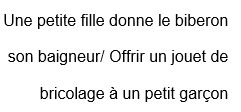 Une petite fille donne le biberon
son baigneur/ Offrir un jouet de
bricolage à un petit garçon